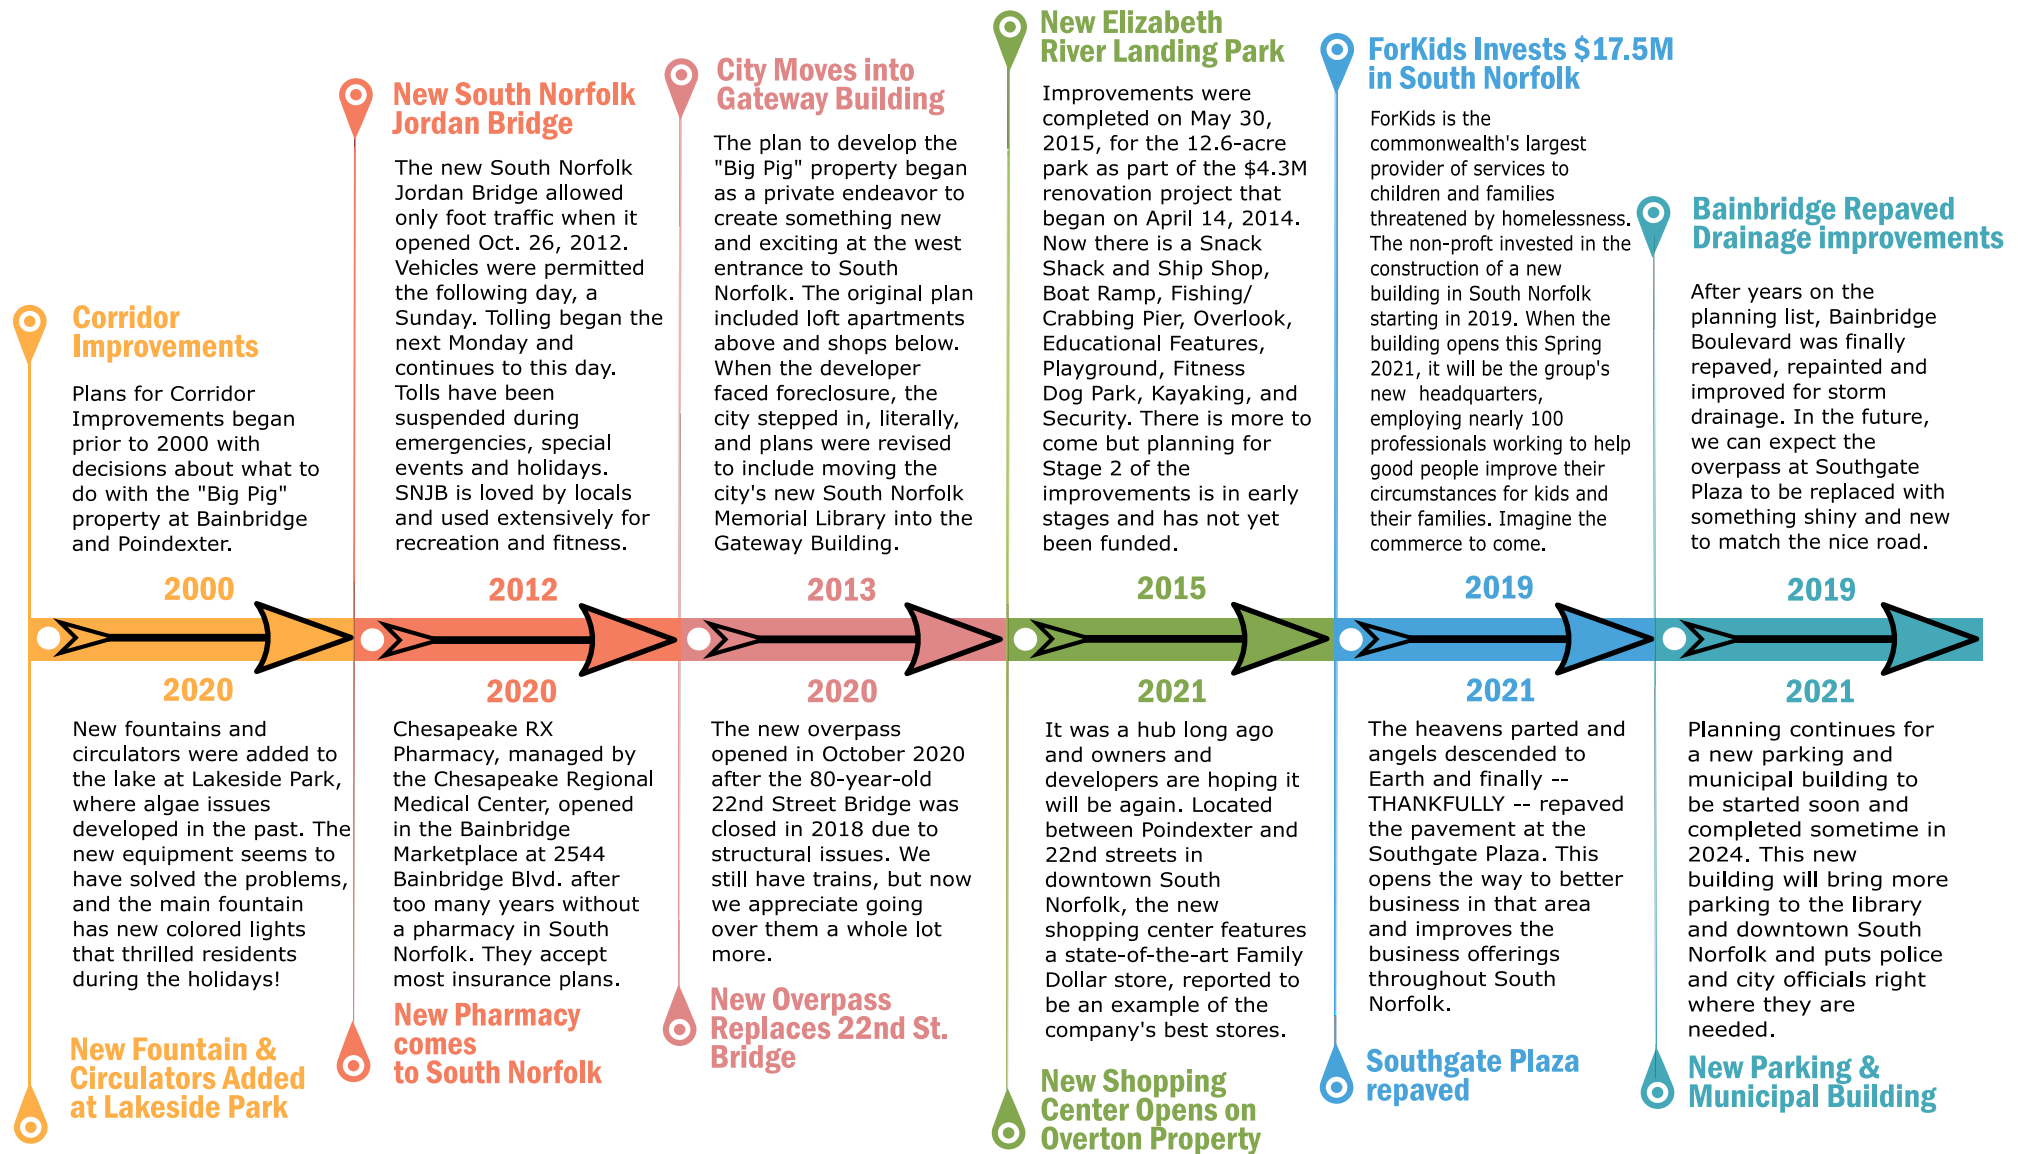 Corridor
Improvements
Plans for Corridor
Improvements began
prior to 2000 with
decisions about what to
do with the "Big Pig"
property at Bainbridge
and Poindexter.
2000
New South Norfolk
Jordan Bridge
The new South Norfolk
Jordan Bridge allowed
only foot traffic when it
opened Oct. 26, 2012.
Vehicles were permitted
the following day, a
Sunday. Tolling began the
next Monday and
continues to this day.
Tolls have been
suspended during
emergencies, special
events and holidays.
SNJB is loved by locals
and used extensively for
recreation and fitness.
2012
City Moves into
Gateway Building
The plan to develop the
"Big Pig" property began
as a private endeavor to
create something new
and exciting at the west
entrance to South
Norfolk. The original plan
included loft apartments
above and shops below.
When the developer
faced foreclosure, the
city stepped in, literally,
and plans were revised
to include moving the
city's new South Norfolk
Memorial Library into the
Gateway Building.
2013
New Elizabeth
River Landing Park
Improvements were
completed on May 30,
2015, for the 12.6-acre
park as part of the $4.3M
renovation project that
began on April 14, 2014.
Now there is a Snack
Shack and Ship Shop,
Boat Ramp, Fishing/
Crabbing Pier, Overlook,
Educational Features,
Playground, Fitness
Dog Park, Kayaking, and
Security. There is more to
come but planning for
Stage 2 of the
improvements is in early
stages and has not yet
been funded.
2015
ForKids Invests $17.5M
in South Norfolk
ForKids is the
commonwealth's largest
provider of services to
children and families
threatened by homelessness.
The non-proft invested in the
construction of a new
building in South Norfolk
starting in 2019. When the
building opens this Spring
2021, it will be the group's
new headquarters,
employing nearly 100
professionals working to help
good people improve their
circumstances for kids and
their families. Imagine the
commerce to come.
2019
Bainbridge Repaved
Drainage improvements
After years on the
planning list, Bainbridge
Boulevard was finally
repaved, repainted and
improved for storm
drainage. In the future,
we can expect the
overpass at Southgate
Plaza to be replaced with
something shiny and new
to match the nice road.
2019
2020
New fountains and
circulators were added to
the lake at Lakeside Park,
where algae issues
developed in the past. The
new equipment seems to
have solved the problems,
and the main fountain
has new colored lights
that thrilled residents
during the holidays!
New Fountain &
Circulators Added
at Lakeside Park
2020
Chesapeake RX
Pharmacy, managed by
the Chesapeake Regional
Medical Center, opened
in the Bainbridge
Marketplace at 2544
Bainbridge Blvd. after
too many years without
a pharmacy in South
Norfolk. They accept
most insurance plans.
New Pharmacy
comes
to South Norfolk
2020
The new overpass
opened in October 2020
after the 80-year-old
22nd Street Bridge was
closed in 2018 due to
structural issues. We
still have trains, but now
we appreciate going
over them a whole lot
more.
New Overpass
Replaces 22nd St.
Bridge
2021
It was a hub long ago
and owners and
developers are hoping it
will be again. Located
between Poindexter and
22nd streets in
downtown South
Norfolk, the new
shopping center features
a state-of-the-art Family
Dollar store, reported to
be an example of the
company's best stores.
New Shopping
Center Opens on
Overton Property
2021
The heavens parted and
angels descended to
Earth and finally --
THANKFULLY -- repaved
the pavement at the
Southgate Plaza. This
opens the way to better
business in that area
and improves the
business offerings
throughout South
Norfolk.
Southgate Plaza
repaved
2021
Planning continues for
a new parking and
municipal building to
be started soon and
completed sometime in
2024. This new
building will bring more
parking to the library
and downtown South
Norfolk and puts police
and city officials right
where they are
needed.
New Parking &
Municipal Building